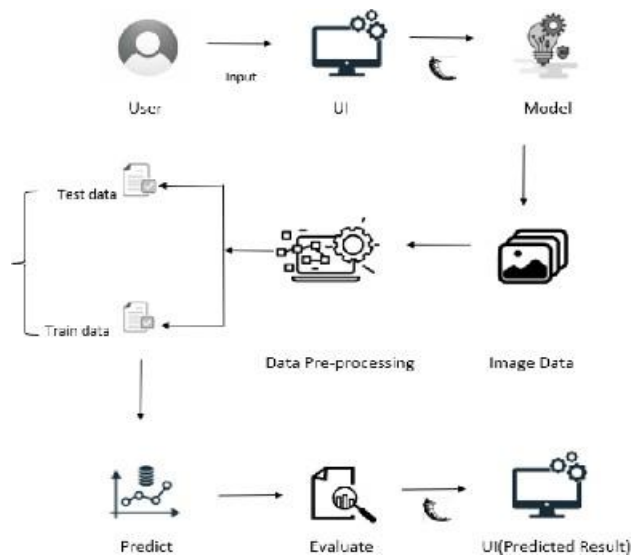 Input
User
UI
Model
Test data
Train data
Data Pre-processing
Image Data
Predict
Evaluate
UI(Predicted Result)